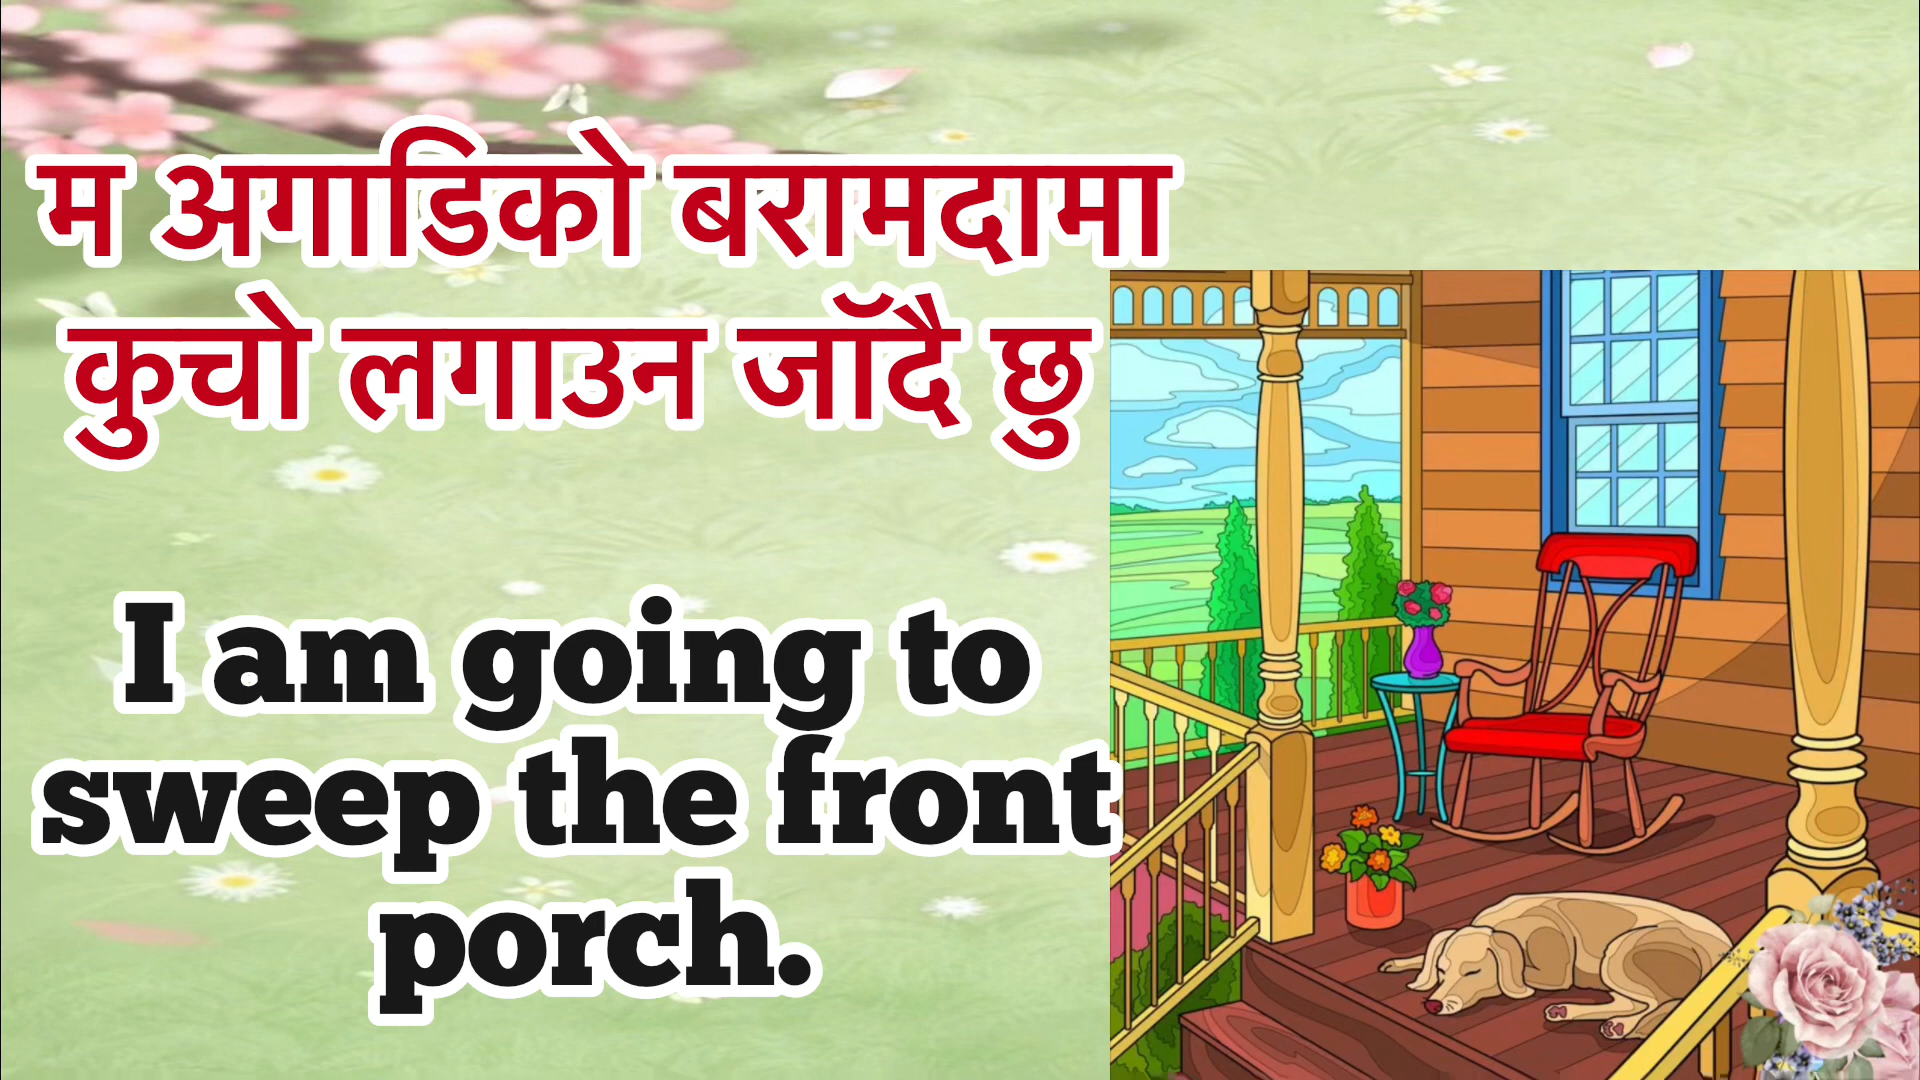 म अगाडिको बरामदामा
कुचो लगाउन जॉदै छु
I am going to
sweep the front
porch.